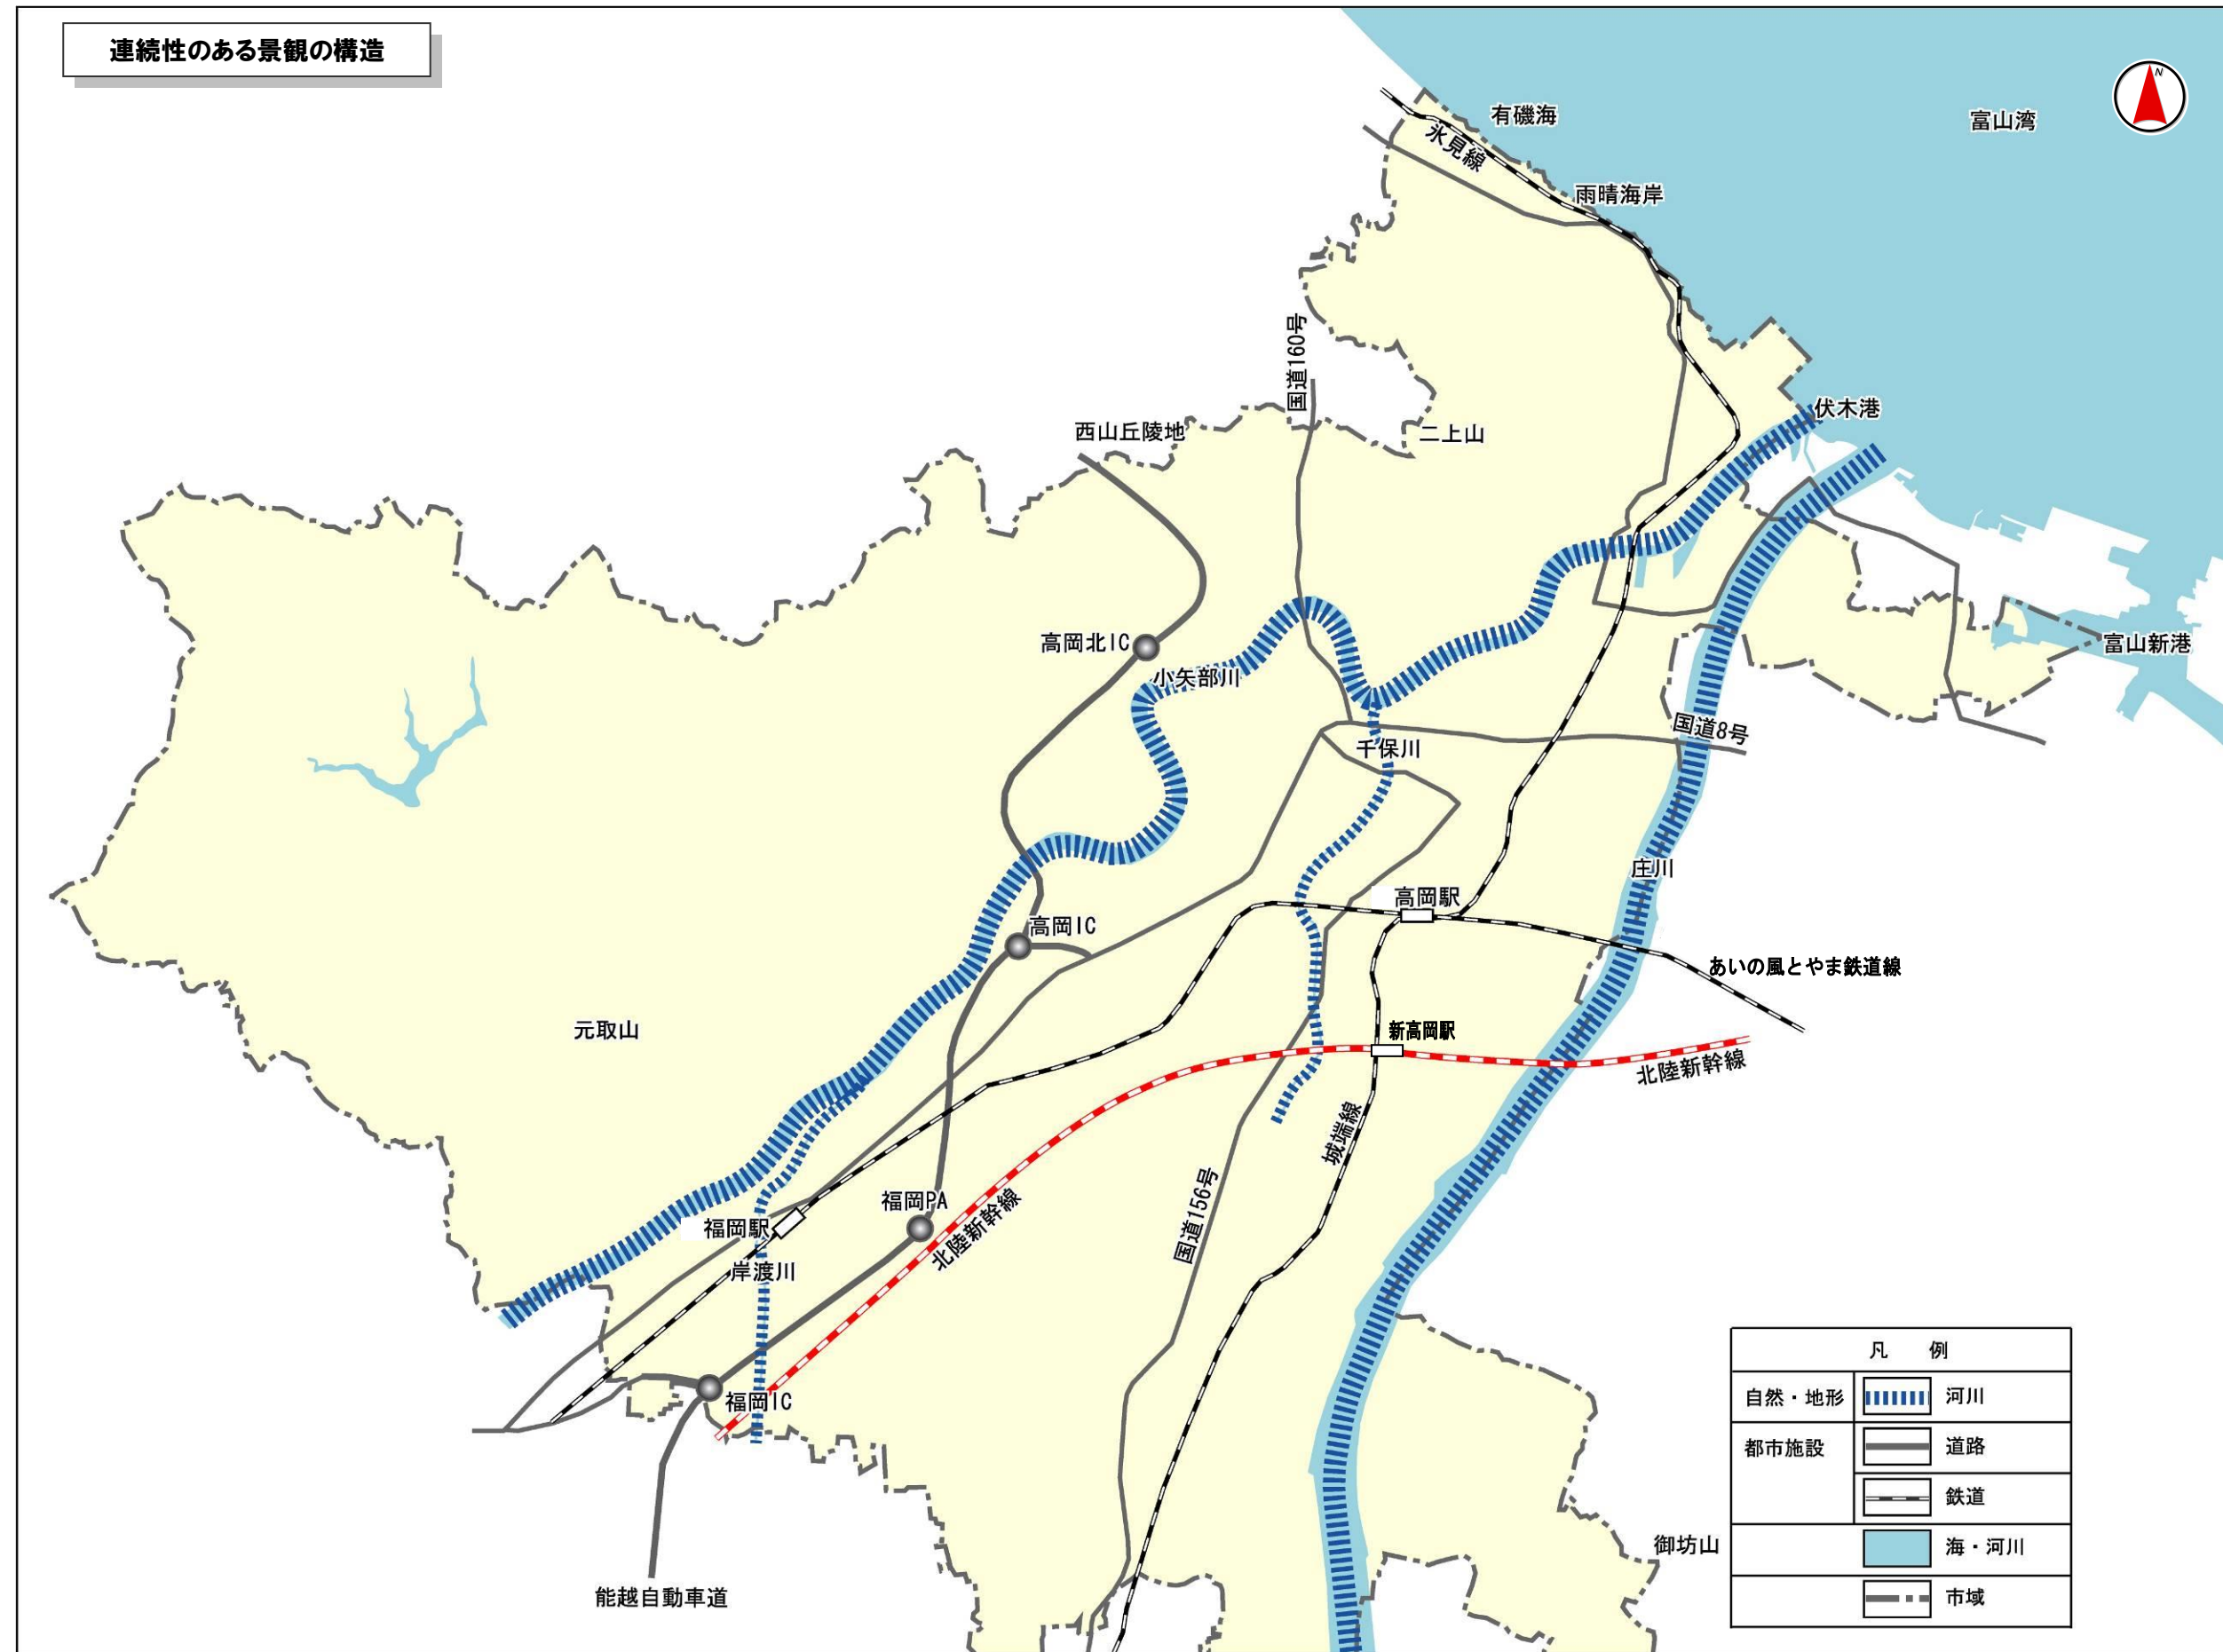 連続性のある景観の構造
N
有磯海
富山湾
氷見線
雨晴海岸
国道160号
伏木港
西山丘陵地
二上山
高岡北IC
小矢部川
富山新港
国道8号
千保川
庄川
高岡駅
高岡IC
あいの風とやま鉄道線
元取山
新高岡駅
北陸新幹線
城端線
福岡PA
国道156号
福岡駅
北陸新幹線
岸渡川
福岡IC
御坊山
能越自動車道
凡 例
自然・地形 河川
都市施設 道路
鉄道
海・河川
市域